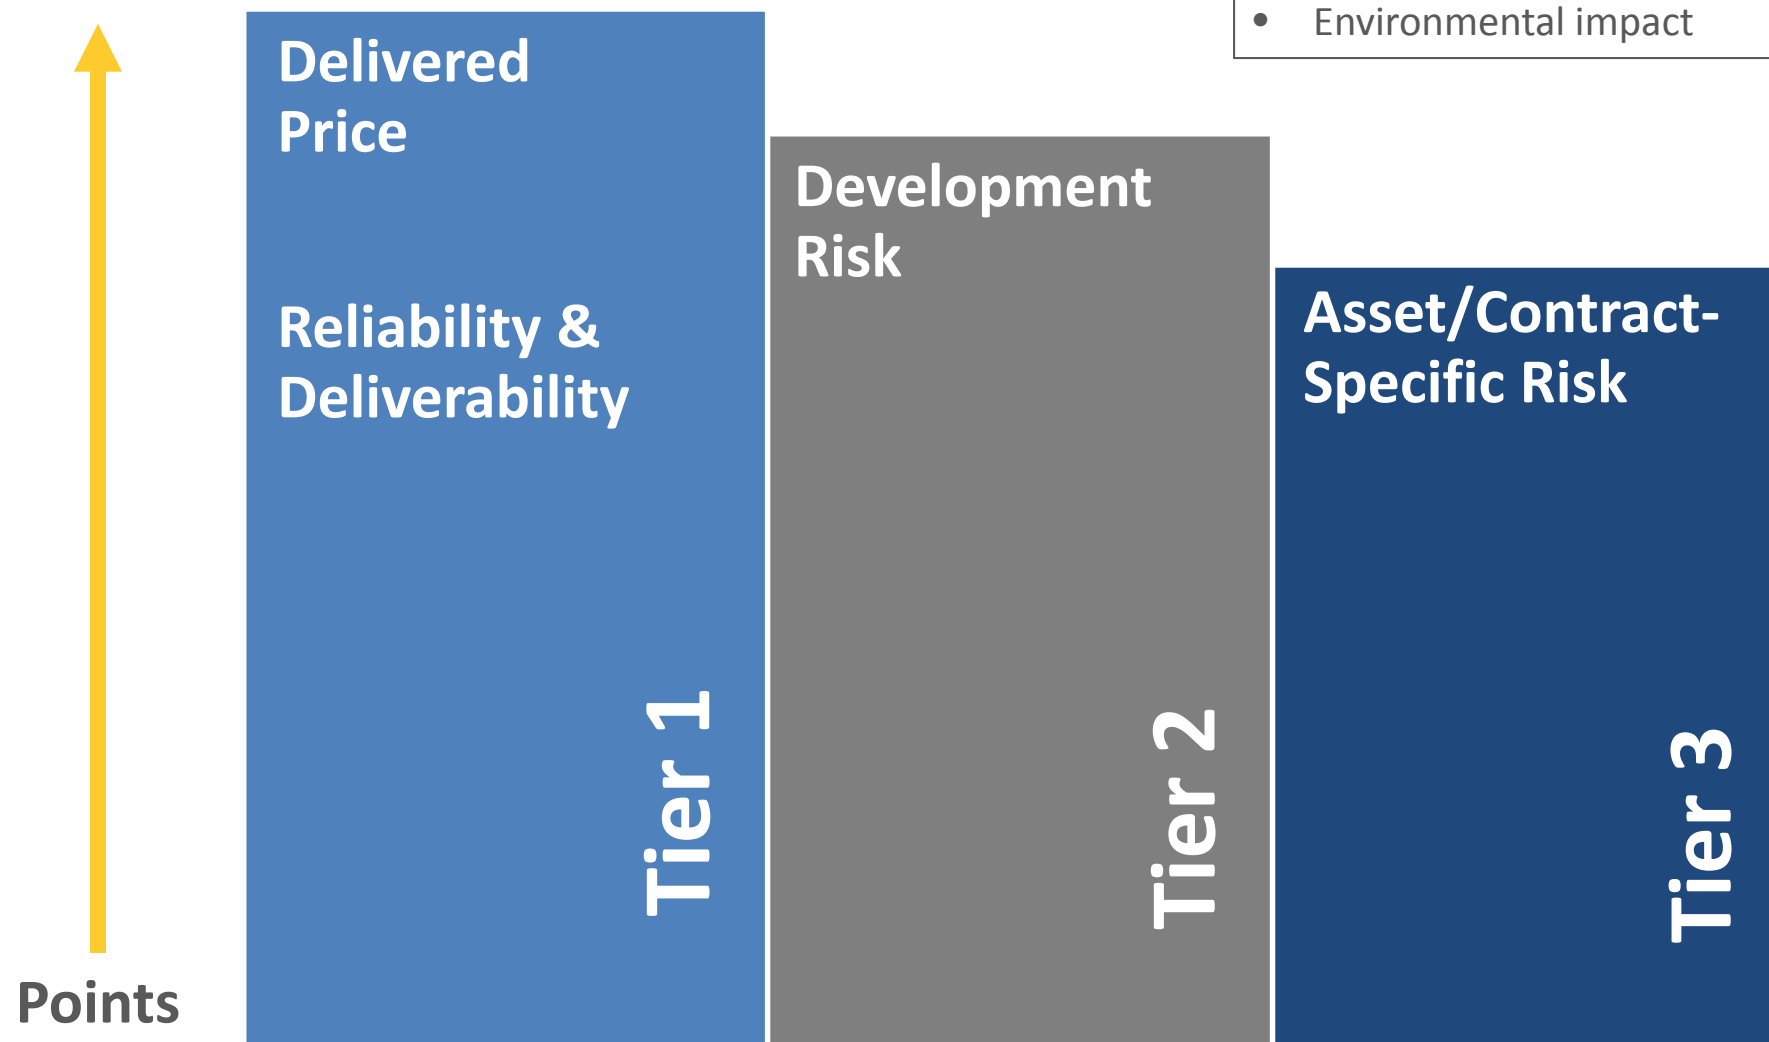 • Environmental impact
Delivered
Price
Reliability &
Deliverability
Tier 1
Development
Risk
Tier 2
Asset/Contract-
Specific Risk
Tier 3
Points